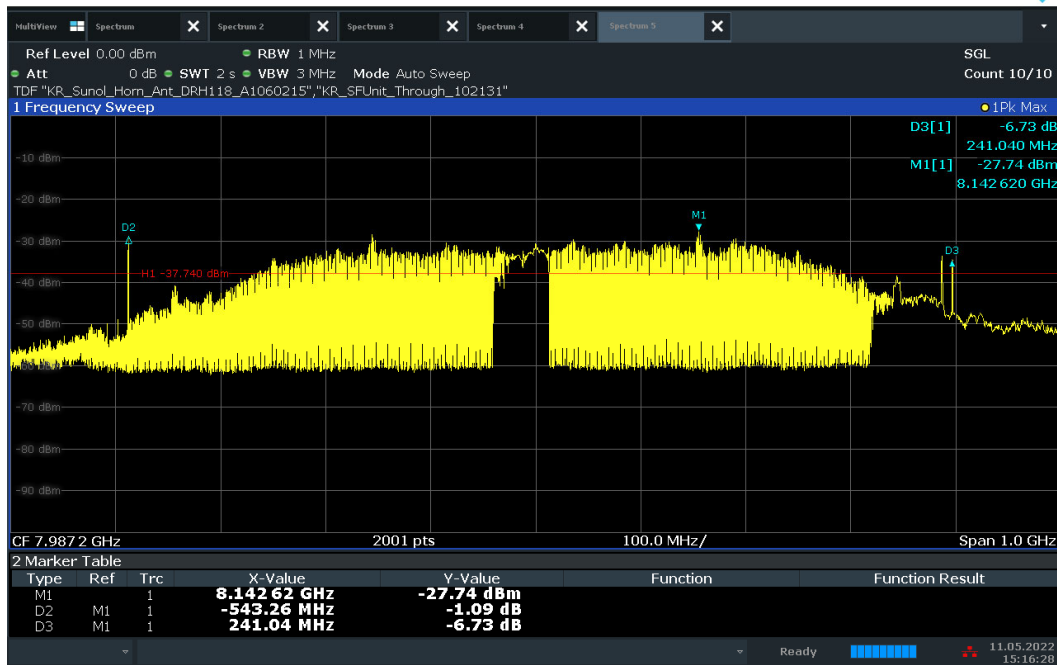 MultiView Spectrum X Spectrum 2 X Spectrum 3 X Spectrum 4 X Spectrum 5 X
Ref Level 0.00 dBm RBW 1 MHz SGL
Att 0 dB SWT 2 s VBW 3 MHz Mode Auto Sweep Count 10/10
TDF "KR_Sunol_Horn_Ant_DRH118_A1060215","KR_SFUnit_Through_102131"
1 Frequency Sweep 1Pk Max
D3[1] -6.73 dB
241.040 MHz
-10 dBm
M1[1] -27.74 dBm
8.142 620 GHz
-20 dBm
M1
D2
-30 dBm
D3
H1 -37.740 dBm
-40 dBm
-50 dBm
-70 dBm
-80 dBm
-90 dBm
CF 7.987 2 GHz 2001 pts 100.0 MHz/ Span 1.0 GHz
2 Marker Table
Type Ref Trc X-Value Y-Value Function Function Result
M1 1 8.142 62 GHz -27.74 dBm
D2 M1 1 -543.26 MHz -1.09 dB
D3 M1 1 241.04 MHz -6.73 dB
Ready 11.05.2022
15:16:28